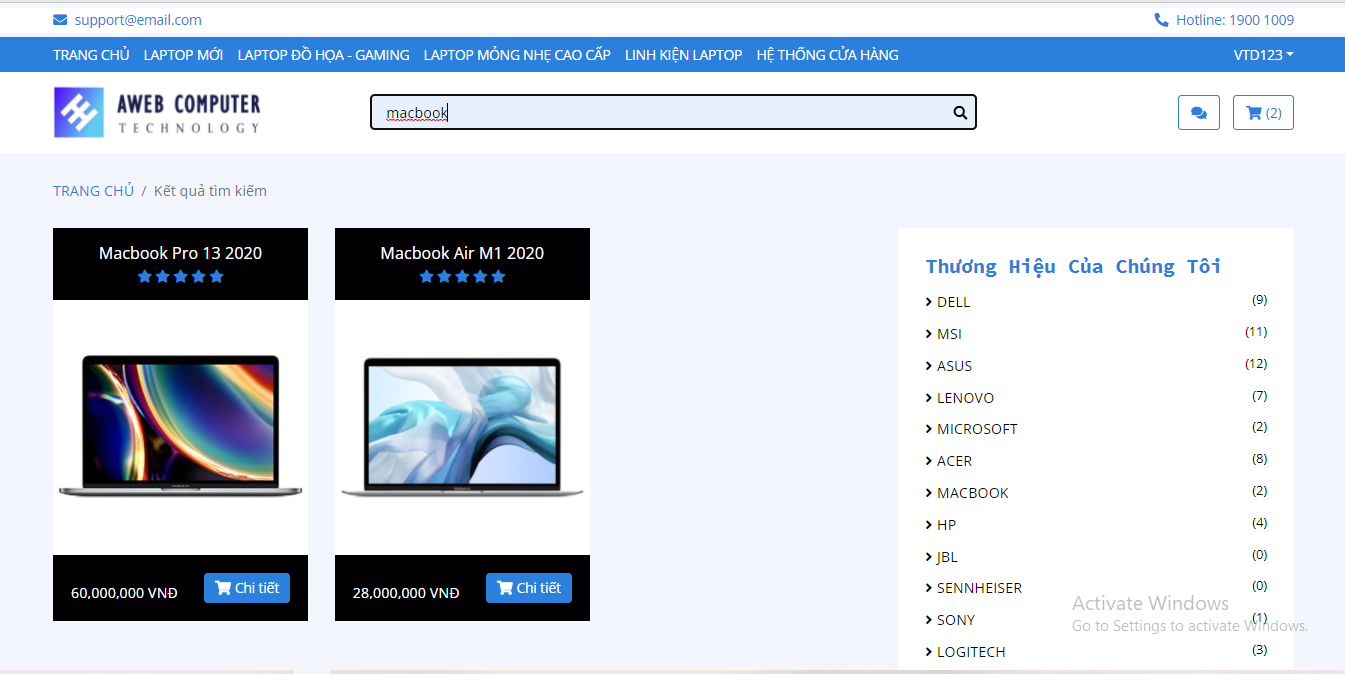 support@email.com
Hotline: 1900 1009
TRANG CHỦ LAPTOP MỚI LAPTOP ĐỒ HỌA - GAMING LAPTOP MỎNG NHẸ CAO CẤP LINH KIỆN LAPTOP HỆ THỐNG CỬA HÀNG VTD123
AWEB COMPUTER
TECHNOLOGY
macbook
(2)
TRANG CHỦ / Kết quả tìm kiếm
Macbook Pro 13 2020
60,000,000 VNĐ Chi tiết
Macbook Air M1 2020
28,000,000 VNĐ Chi tiết
Thương Hiệu Của Chúng Tôi
DELL (9)
MSI (11)
ASUS (12)
LENOVO (7)
MICROSOFT (2)
ACER (8)
MACBOOK (2)
HP (4)
JBL (0)
SENNHEISER (0)
SONY (1)
LOGITECH (3)
Activate Windows
Go to Settings to activate Windows.